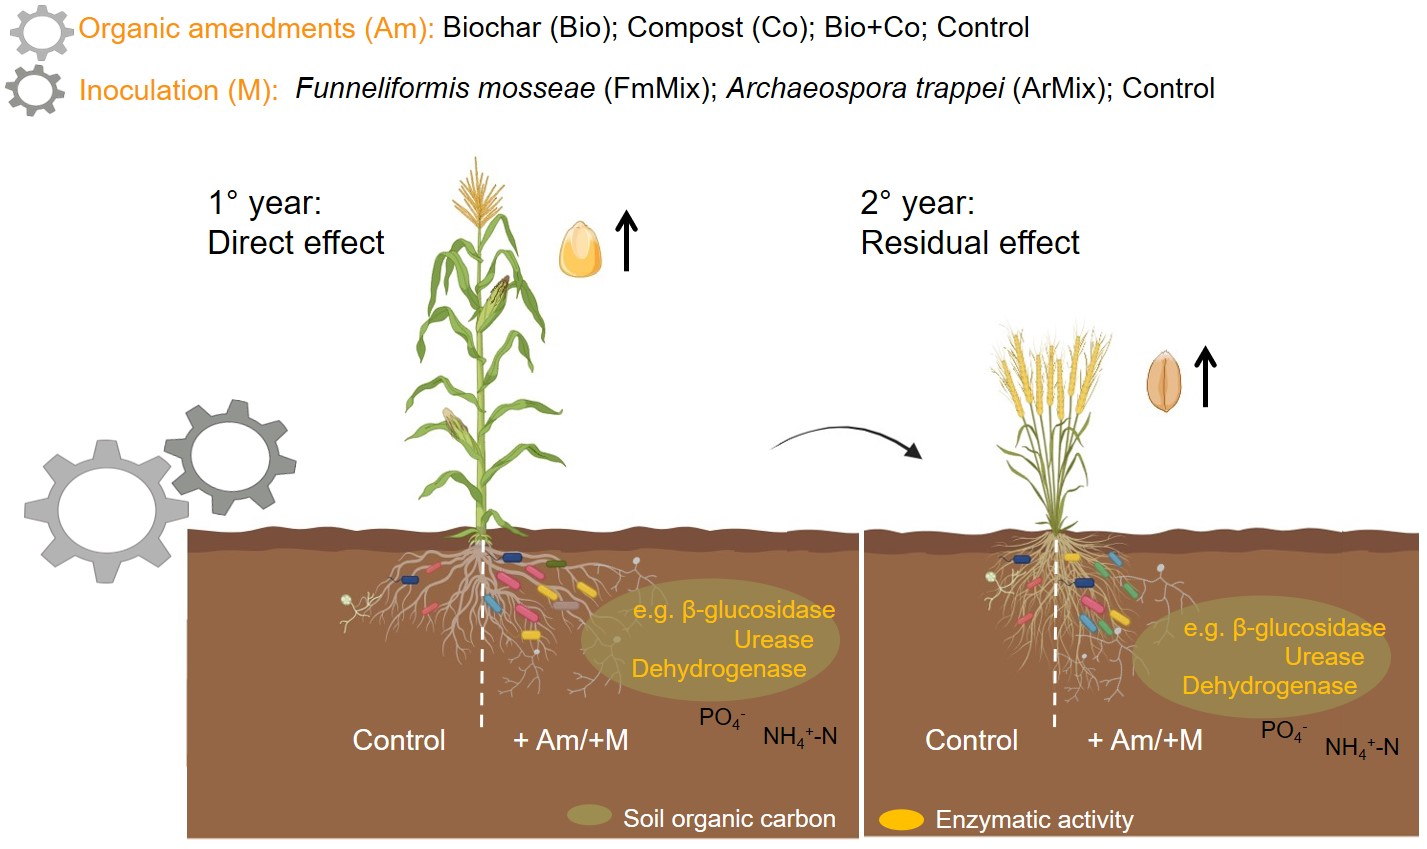 Organic amendments (Am): Biochar (Bio); Compost (Co); Bio+Co; Control
Inoculation (M): Funneliformis mosseae (FmMix); Archaeospora trappei (ArMix); Control
1° year:
Direct effect
2° year:
Residual effect
e.g. β-glucosidase
Urease
Dehydrogenase
PO₄⁻
NH₄⁺-N
Control
+ Am/+M
Soil organic carbon
e.g. β-glucosidase
Urease
Dehydrogenase
PO₄⁻
NH₄⁺-N
Control
+ Am/+M
Enzymatic activity